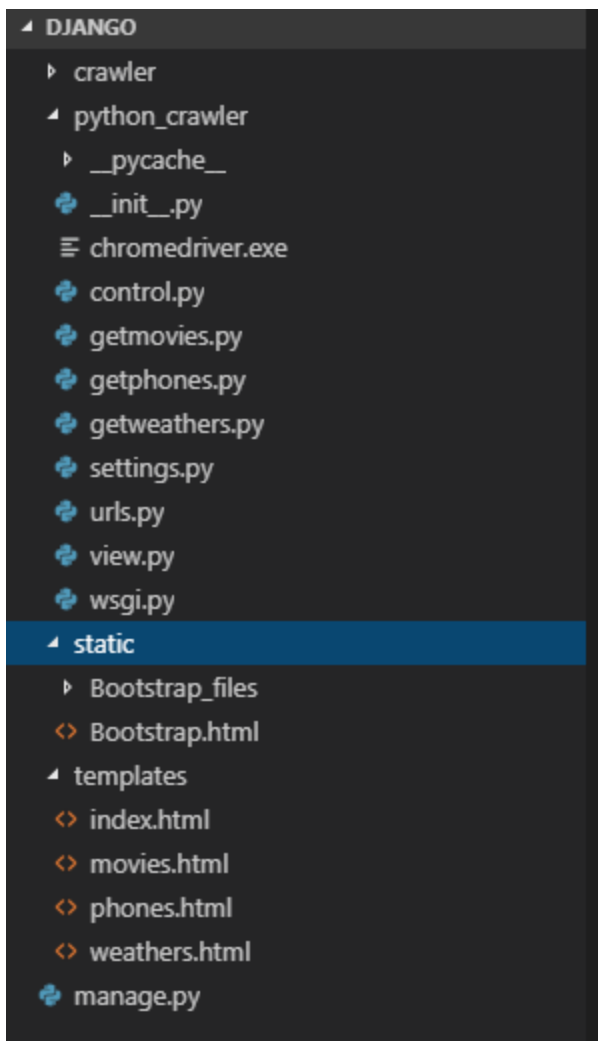 DJANGO
crawler
python_crawler
__pycache__
__init__.py
chromedriver.exe
control.py
getmovies.py
getphones.py
getweathers.py
settings.py
urls.py
view.py
wsgi.py
static
Bootstrap_files
Bootstrap.html
templates
index.html
movies.html
phones.html
weathers.html
manage.py